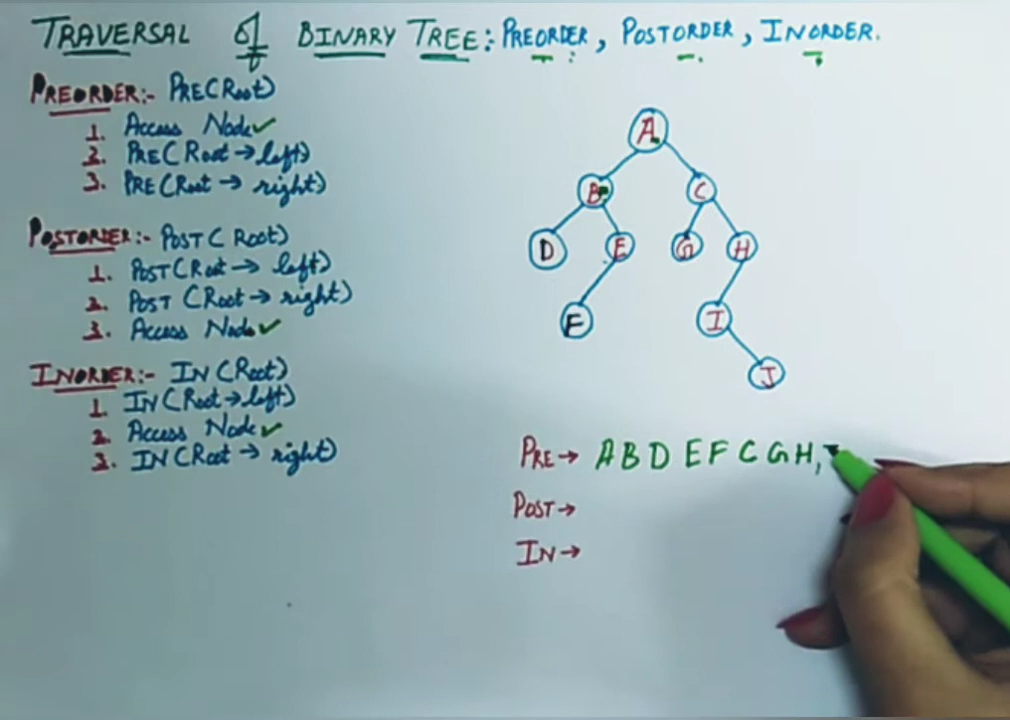 TRAVERSAL Of BINARY TREE: PREORDER, POSTORDER, INORDER.
PREORDER:- PRE(Root)
1. Access Node✓
2. PRE(Root→left)
3. PRE(Root→right)
POSTORDER:- POST(Root)
1. POST(Root→left)
2. POST(Root→right)
3. Access Node✓
INORDER:- IN(Root)
1. IN(Root→left)
2. Access Node✓
3. IN(Root→right)
A
B C
D E G H
F I
J
PRE→ A B D E F C G H,
POST→
IN→